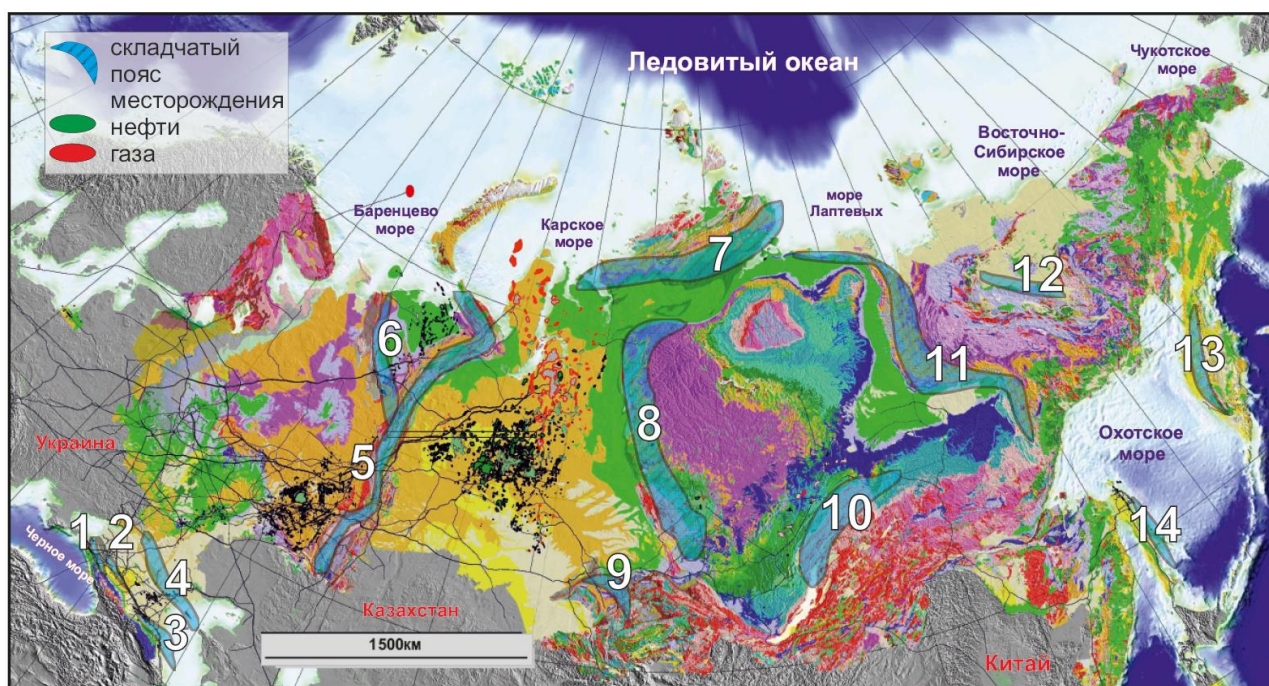 складчатый
пояс
месторождения
нефти
газа
Ледовитый океан
Чукотское
море
Восточно-
Сибирское
море
море
Лаптевых
Баренцево
море
Карское
море
7
12
6
13
11
8
Украина
5
Охотское
море
10
1
2
14
Черное море
4
9
Казахстан
3
1500км
Китай